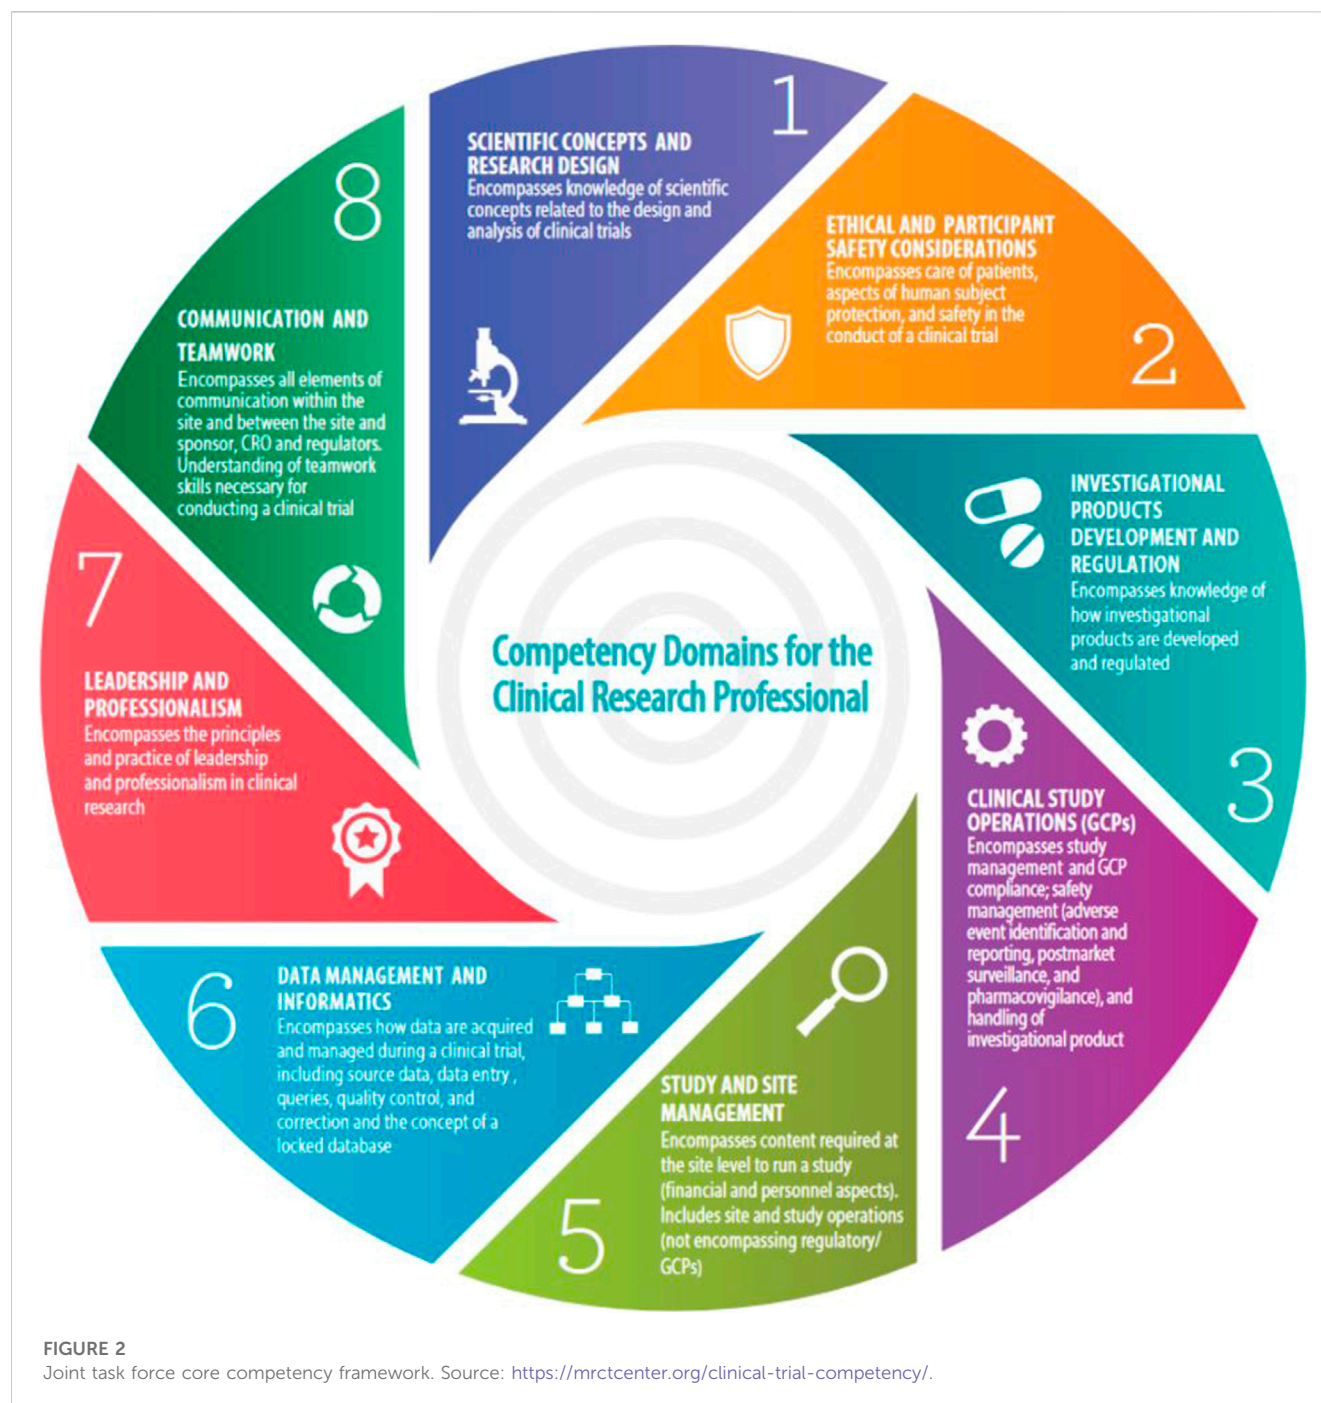 1
SCIENTIFIC CONCEPTS AND
RESEARCH DESIGN
Encompasses knowledge of scientific
concepts related to the design and
analysis of clinical trials
ETHICAL AND PARTICIPANT
SAFETY CONSIDERATIONS
Encompasses care of patients,
aspects of human subject
protection, and safety in the
conduct of a clinical trial
2
INVESTIGATIONAL
PRODUCTS
DEVELOPMENT AND
REGULATION
Encompasses knowledge of
how investigational
products are developed
and regulated
3
CLINICAL STUDY
OPERATIONS (GCPs)
Encompasses study
management and GCP
compliance; safety
management (adverse
event identification and
reporting, postmarket
surveillance, and
pharmacovigilance), and
handling of
investigational product
4
STUDY AND SITE
MANAGEMENT
Encompasses content required at
the site level to run a study
(financial and personnel aspects).
Includes site and study operations
(not encompassing regulatory/
GCPs)
5
6
DATA MANAGEMENT AND
INFORMATICS
Encompasses how data are acquired
and managed during a clinical trial,
including source data, data entry ,
queries, quality control, and
correction and the concept of a
locked database
7
LEADERSHIP AND
PROFESSIONALISM
Encompasses the principles
and practice of leadership
and professionalism in clinical
research
8
COMMUNICATION AND
TEAMWORK
Encompasses all elements of
communication within the
site and between the site and
sponsor, CRO and regulators.
Understanding of teamwork
skills necessary for
conducting a clinical trial
Competency Domains for the
Clinical Research Professional
FIGURE 2
Joint task force core competency framework. Source: https://mrctcenter.org/clinical-trial-competency/.